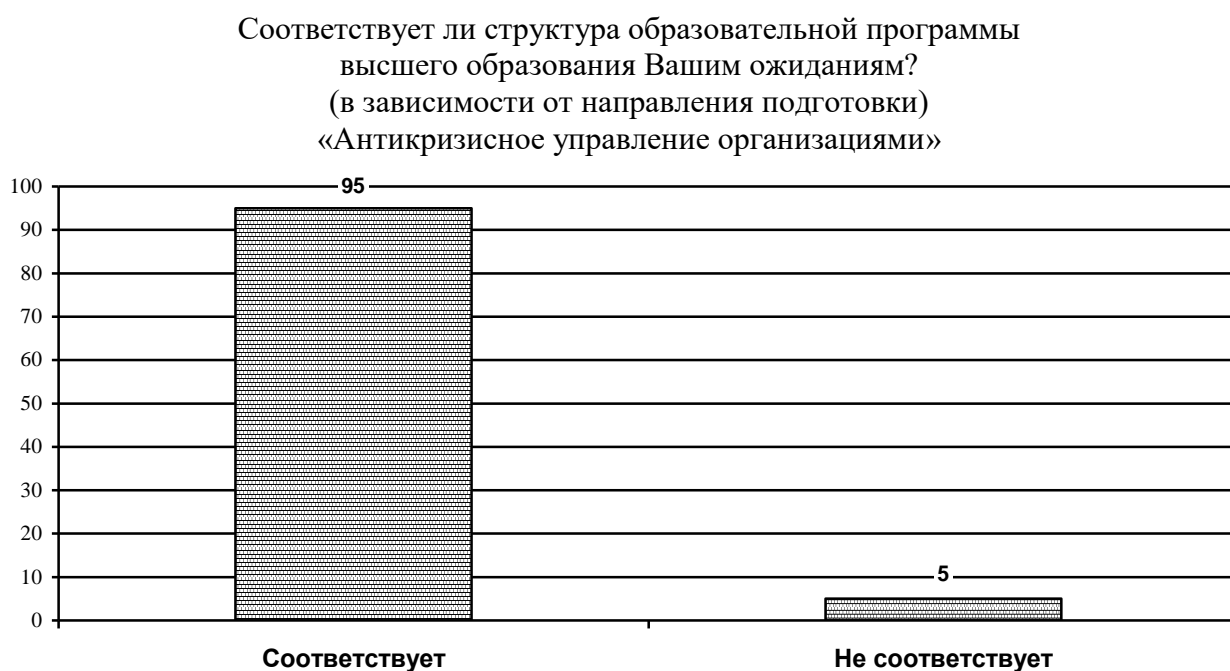 Соответствует ли структура образовательной программы
высшего образования Вашим ожиданиям?
(в зависимости от направления подготовки)
«Антикризисное управление организациями»
95
100
90
80
70
60
50
40
30
20
10
0
5
Соответствует
Не соответствует